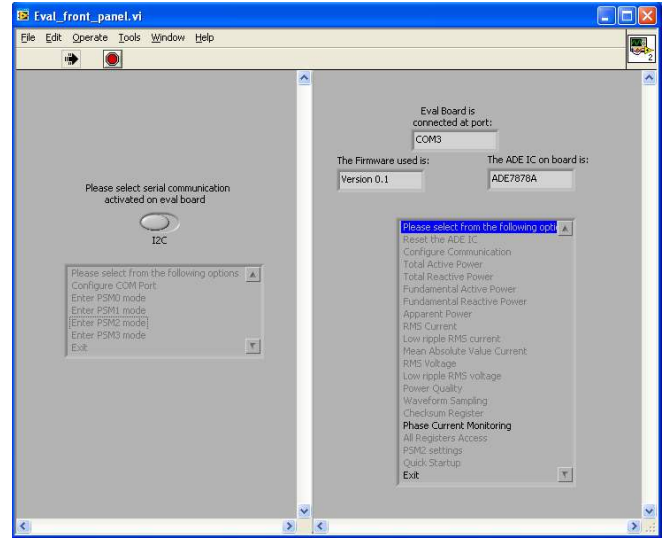 Eval_front_panel.vi
File Edit Operate Tools Window Help
2
Please select serial communication
activated on eval board
I2C
Please select from the following options
Configure COM Port
Enter PSM0 mode
Enter PSM1 mode
Enter PSM2 mode
Enter PSM3 mode
Exit
Eval Board is
connected at port:
COM3
The Firmware used is:
Version 0.1
The ADE IC on board is:
ADE7878A
Please select from the following opti
Reset the ADE IC
Configure Communication
Total Active Power
Total Reactive Power
Fundamental Active Power
Fundamental Reactive Power
Apparent Power
RMS Current
Low ripple RMS current
Mean Absolute Value Current
RMS Voltage
Low ripple RMS voltage
Power Quality
Waveform Sampling
Checksum Register
Phase Current Monitoring
All Registers Access
PSM2 settings
Quick Startup
Exit